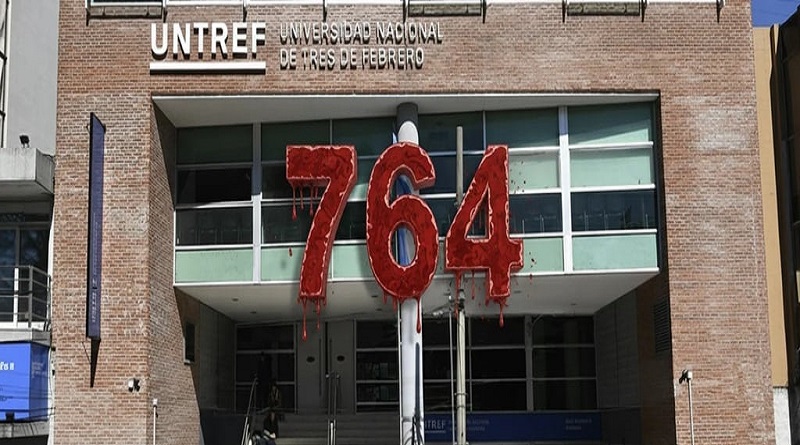 UNTREF
UNIVERSIDAD NACIONAL
DE TRES DE FEBRERO
764
UNTREF